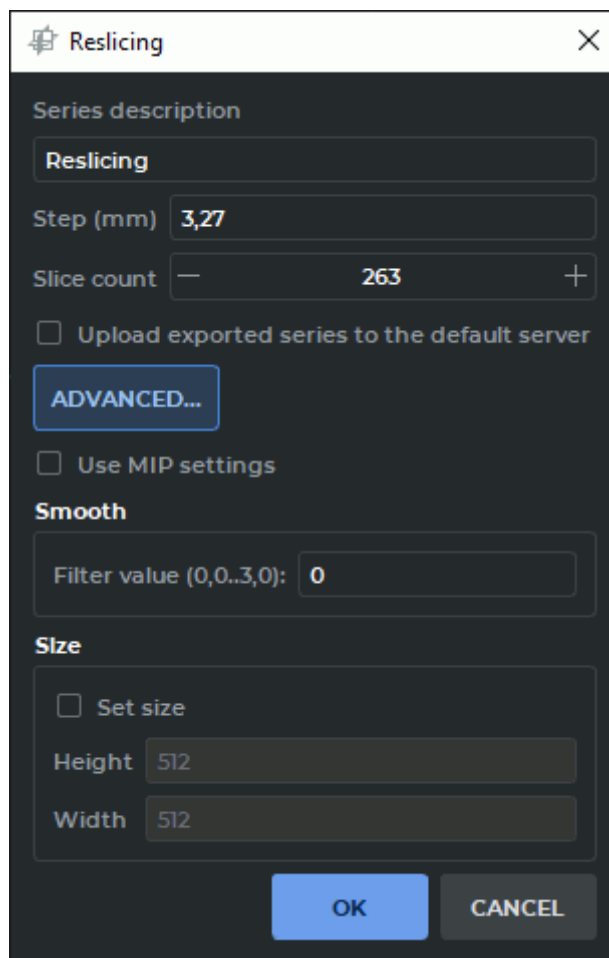 Reslicing
Series description
Reslicing
Step (mm) 3,27
Slice count — 263 +
Upload exported series to the default server
ADVANCED...
Use MIP settings
Smooth
Filter value (0,0..3,0): 0
SIze
Set size
Height 512
Width 512
OK CANCEL